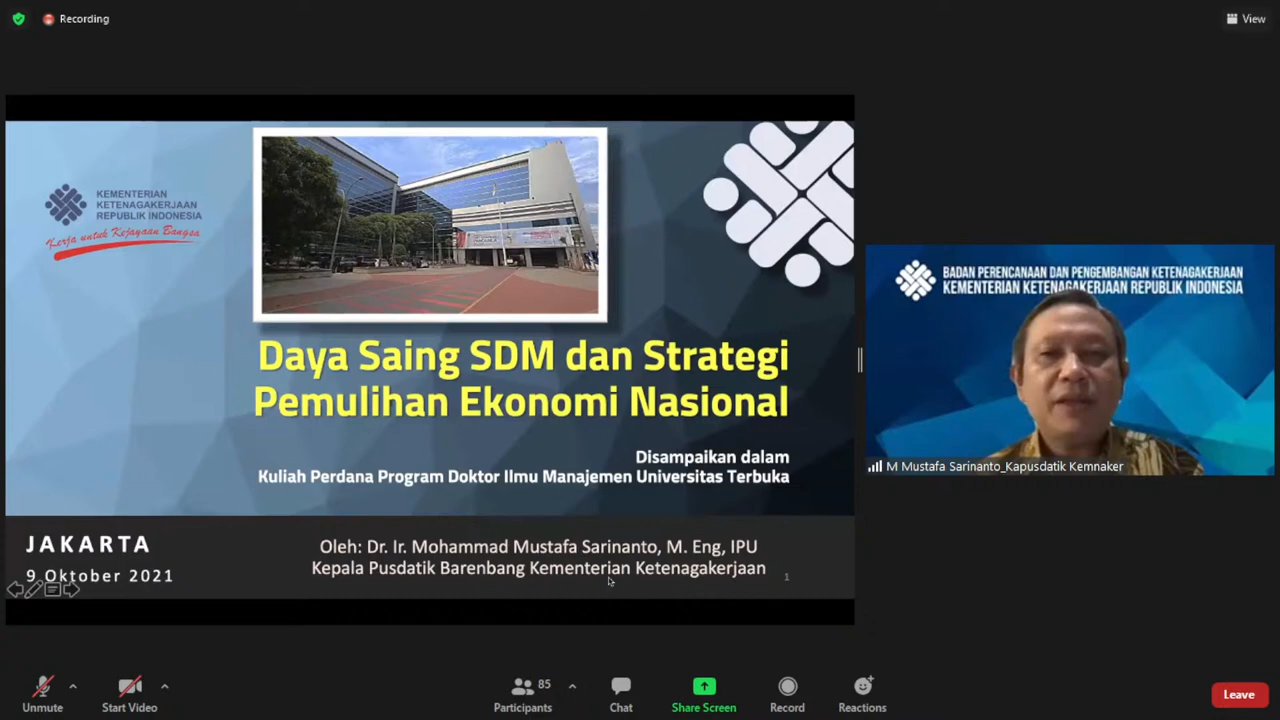 Recording
View
KEMENTERIAN
KETENAGAKERJAAN
REPUBLIK INDONESIA
Kerja untuk Kejayaan Bangsa
Daya Saing SDM dan Strategi
Pemulihan Ekonomi Nasional
Disampaikan dalam
Kuliah Perdana Program Doktor Ilmu Manajemen Universitas Terbuka
JAKARTA
9 Oktober 2021
Oleh: Dr. Ir. Mohammad Mustafa Sarinanto, M. Eng, IPU
Kepala Pusdatik Barenbang Kementerian Ketenagakerjaan
1
BADAN PERENCANAAN DAN PENGEMBANGAN KETENAGAKERJAAN
KEMENTERIAN KETENAGAKERJAAN REPUBLIK INDONESIA
M Mustafa Sarinanto_Kapusdatik Kemnaker
Unmute
Start Video
85
Participants
Chat
Share Screen
Record
Reactions
Leave